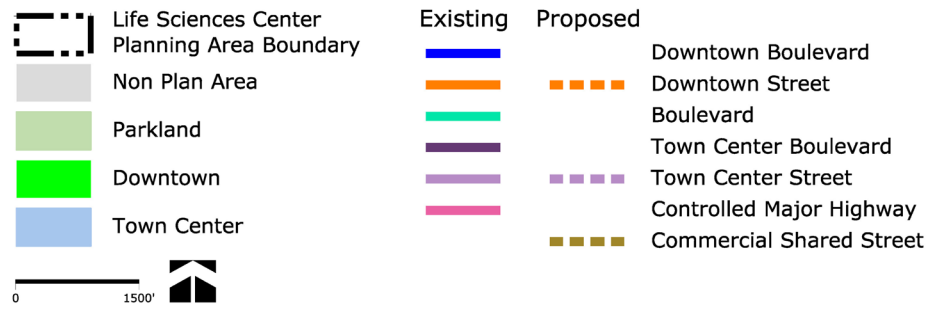 Life Sciences Center
Planning Area Boundary
Non Plan Area
Parkland
Downtown
Town Center
0 1500'
Existing Proposed
Downtown Boulevard
Downtown Street
Boulevard
Town Center Boulevard
Town Center Street
Controlled Major Highway
Commercial Shared Street